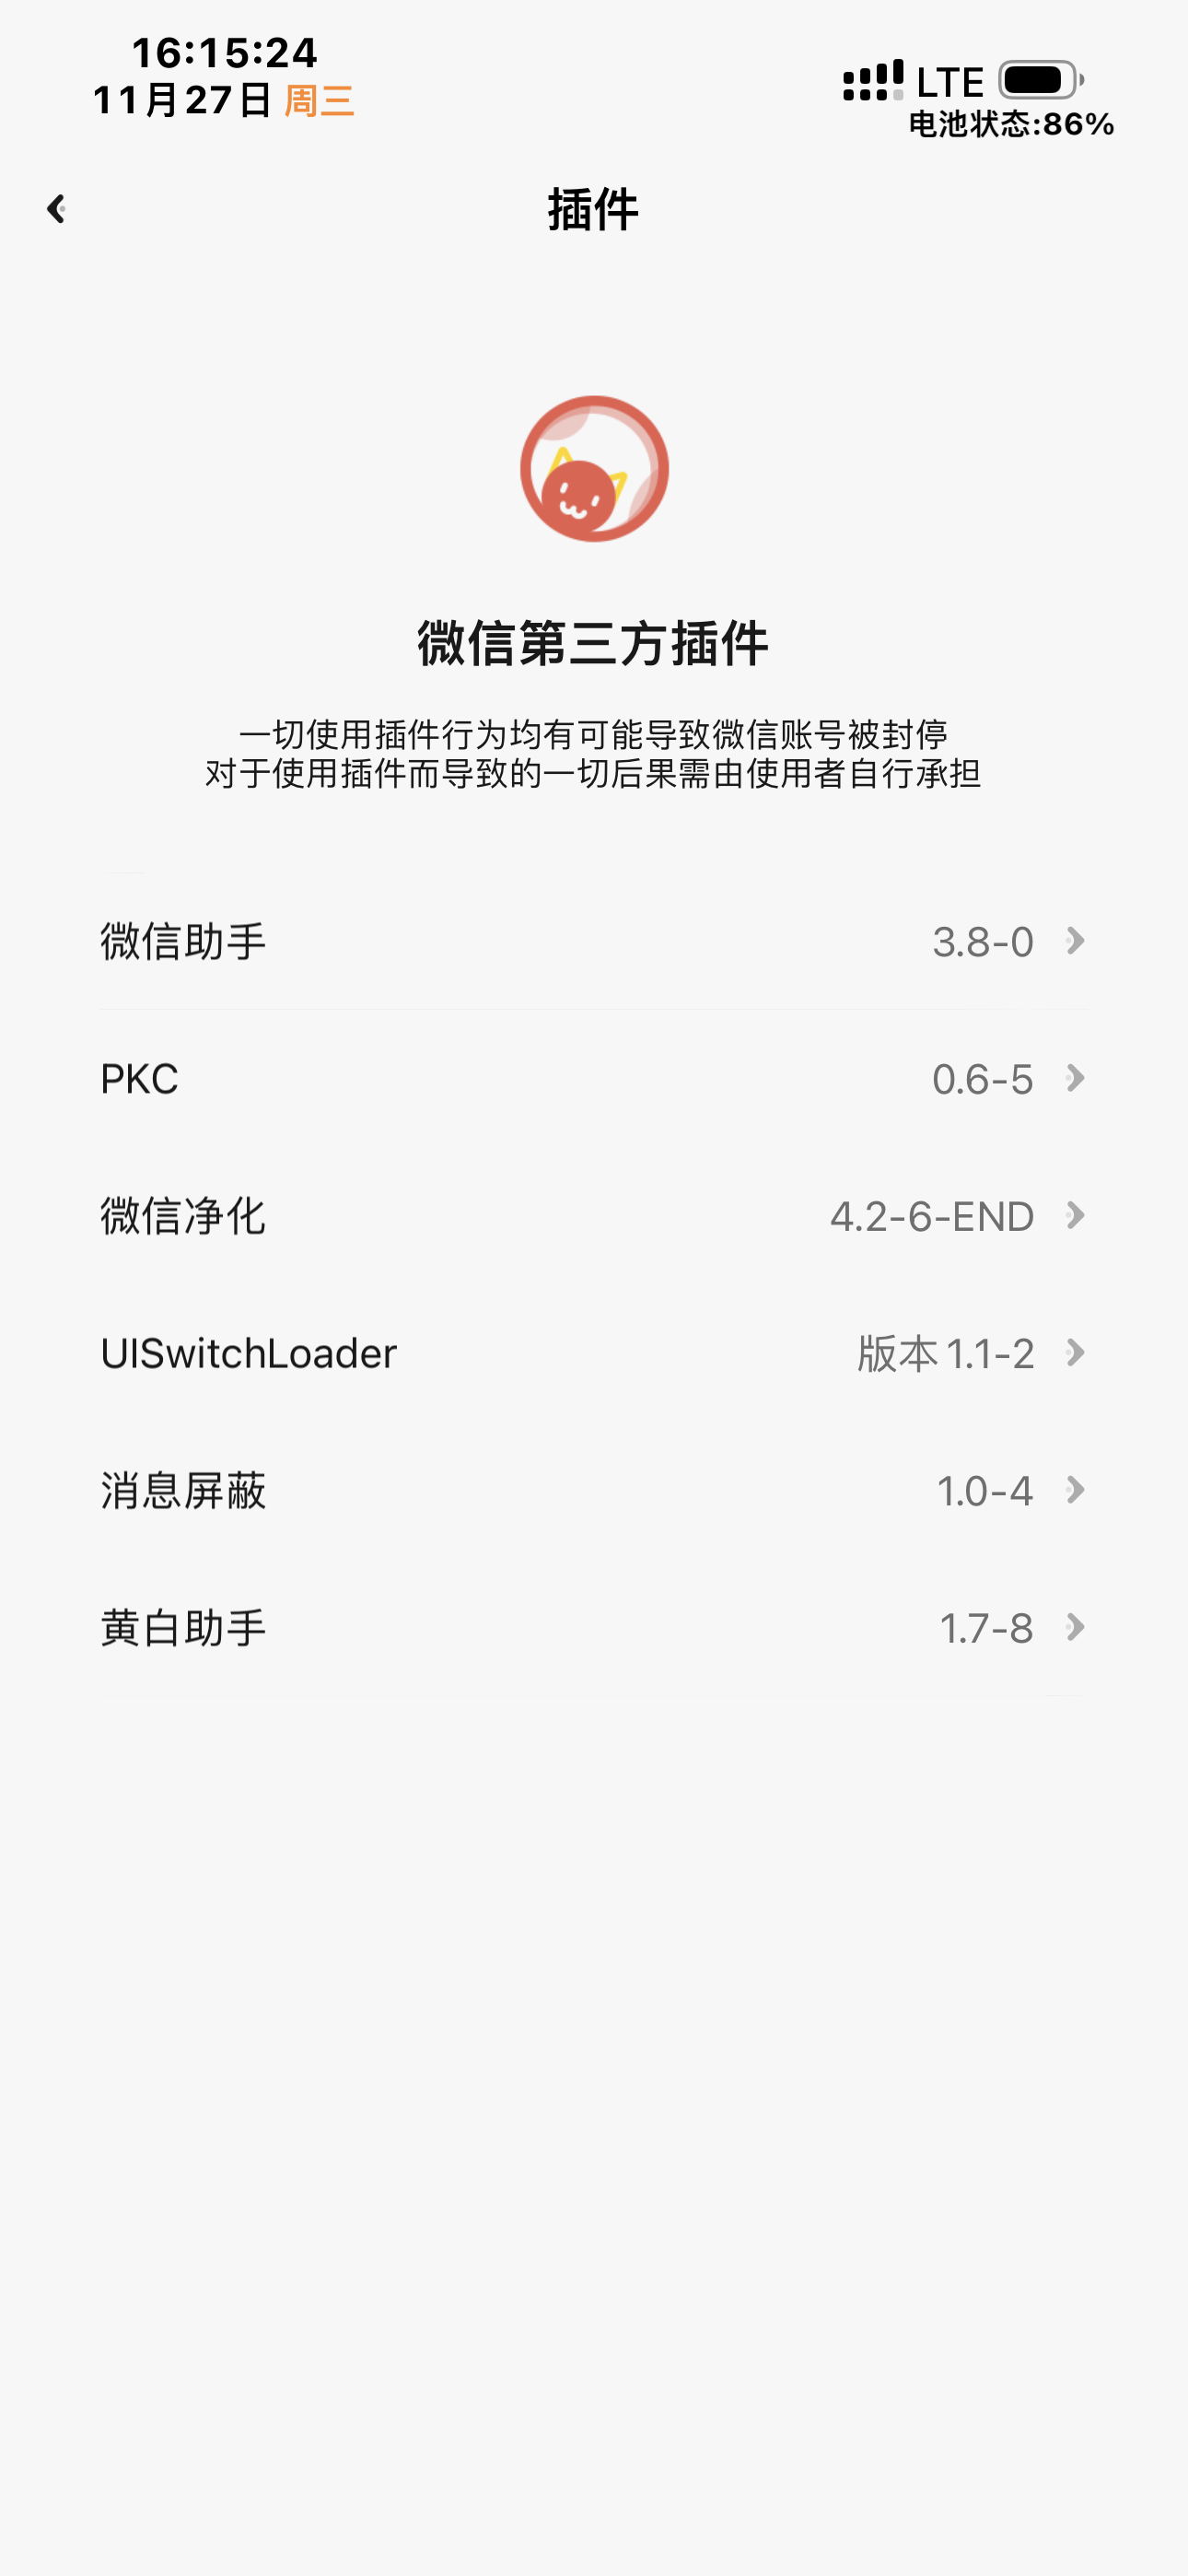 16:15:24
11月27日 周三
LTE
电池状态:86%
插件
微信第三方插件
一切使用插件行为均有可能导致微信账号被封停
对于使用插件而导致的一切后果需由使用者自行承担
微信助手 3.8-0
PKC 0.6-5
微信净化 4.2-6-END
UISwitchLoader 版本 1.1-2
消息屏蔽 1.0-4
黄白助手 1.7-8